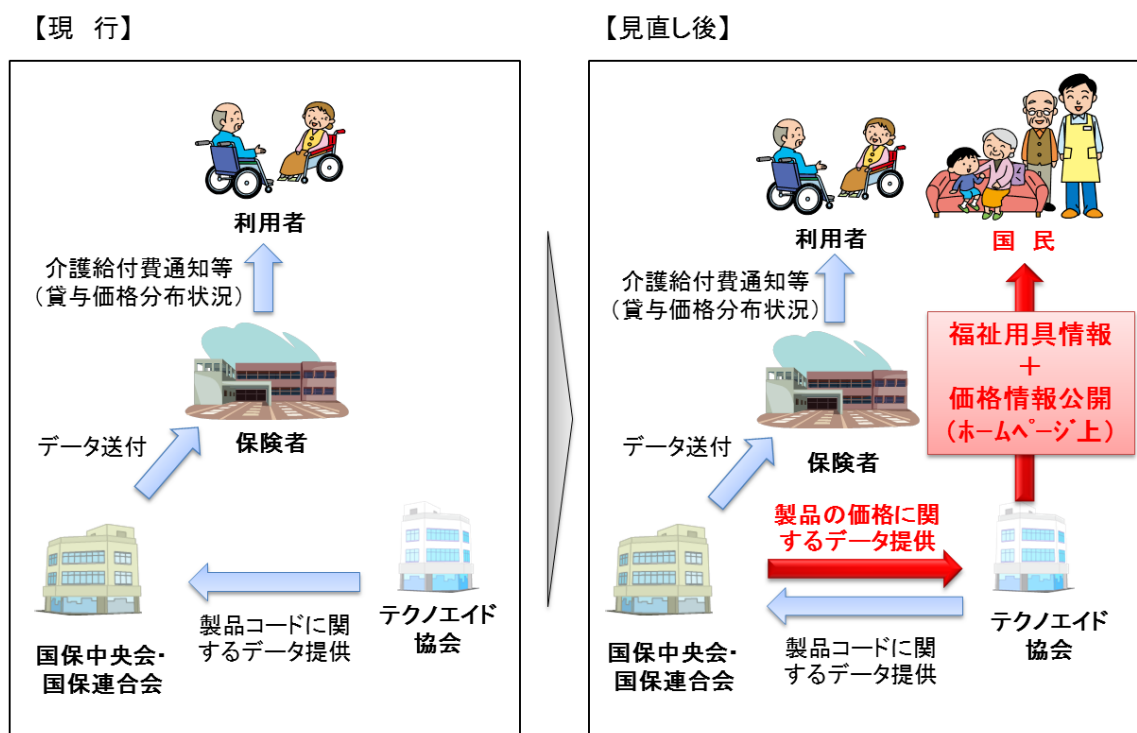 【現　行】
利用者
介護給付費通知等
（貸与価格分布状況）
保険者
データ送付
国保中央会・
国保連合会
製品コードに関
するデータ提供
テクノエイド
協会
【見直し後】
利用者
国　民
介護給付費通知等
（貸与価格分布状況）
福祉用具情報
＋
価格情報公開
（ﾎｰﾑﾍﾟｰｼﾞ上）
保険者
データ送付
製品の価格に関
するデータ提供
国保中央会・
国保連合会
製品コードに関
するデータ提供
テクノエイド
協会